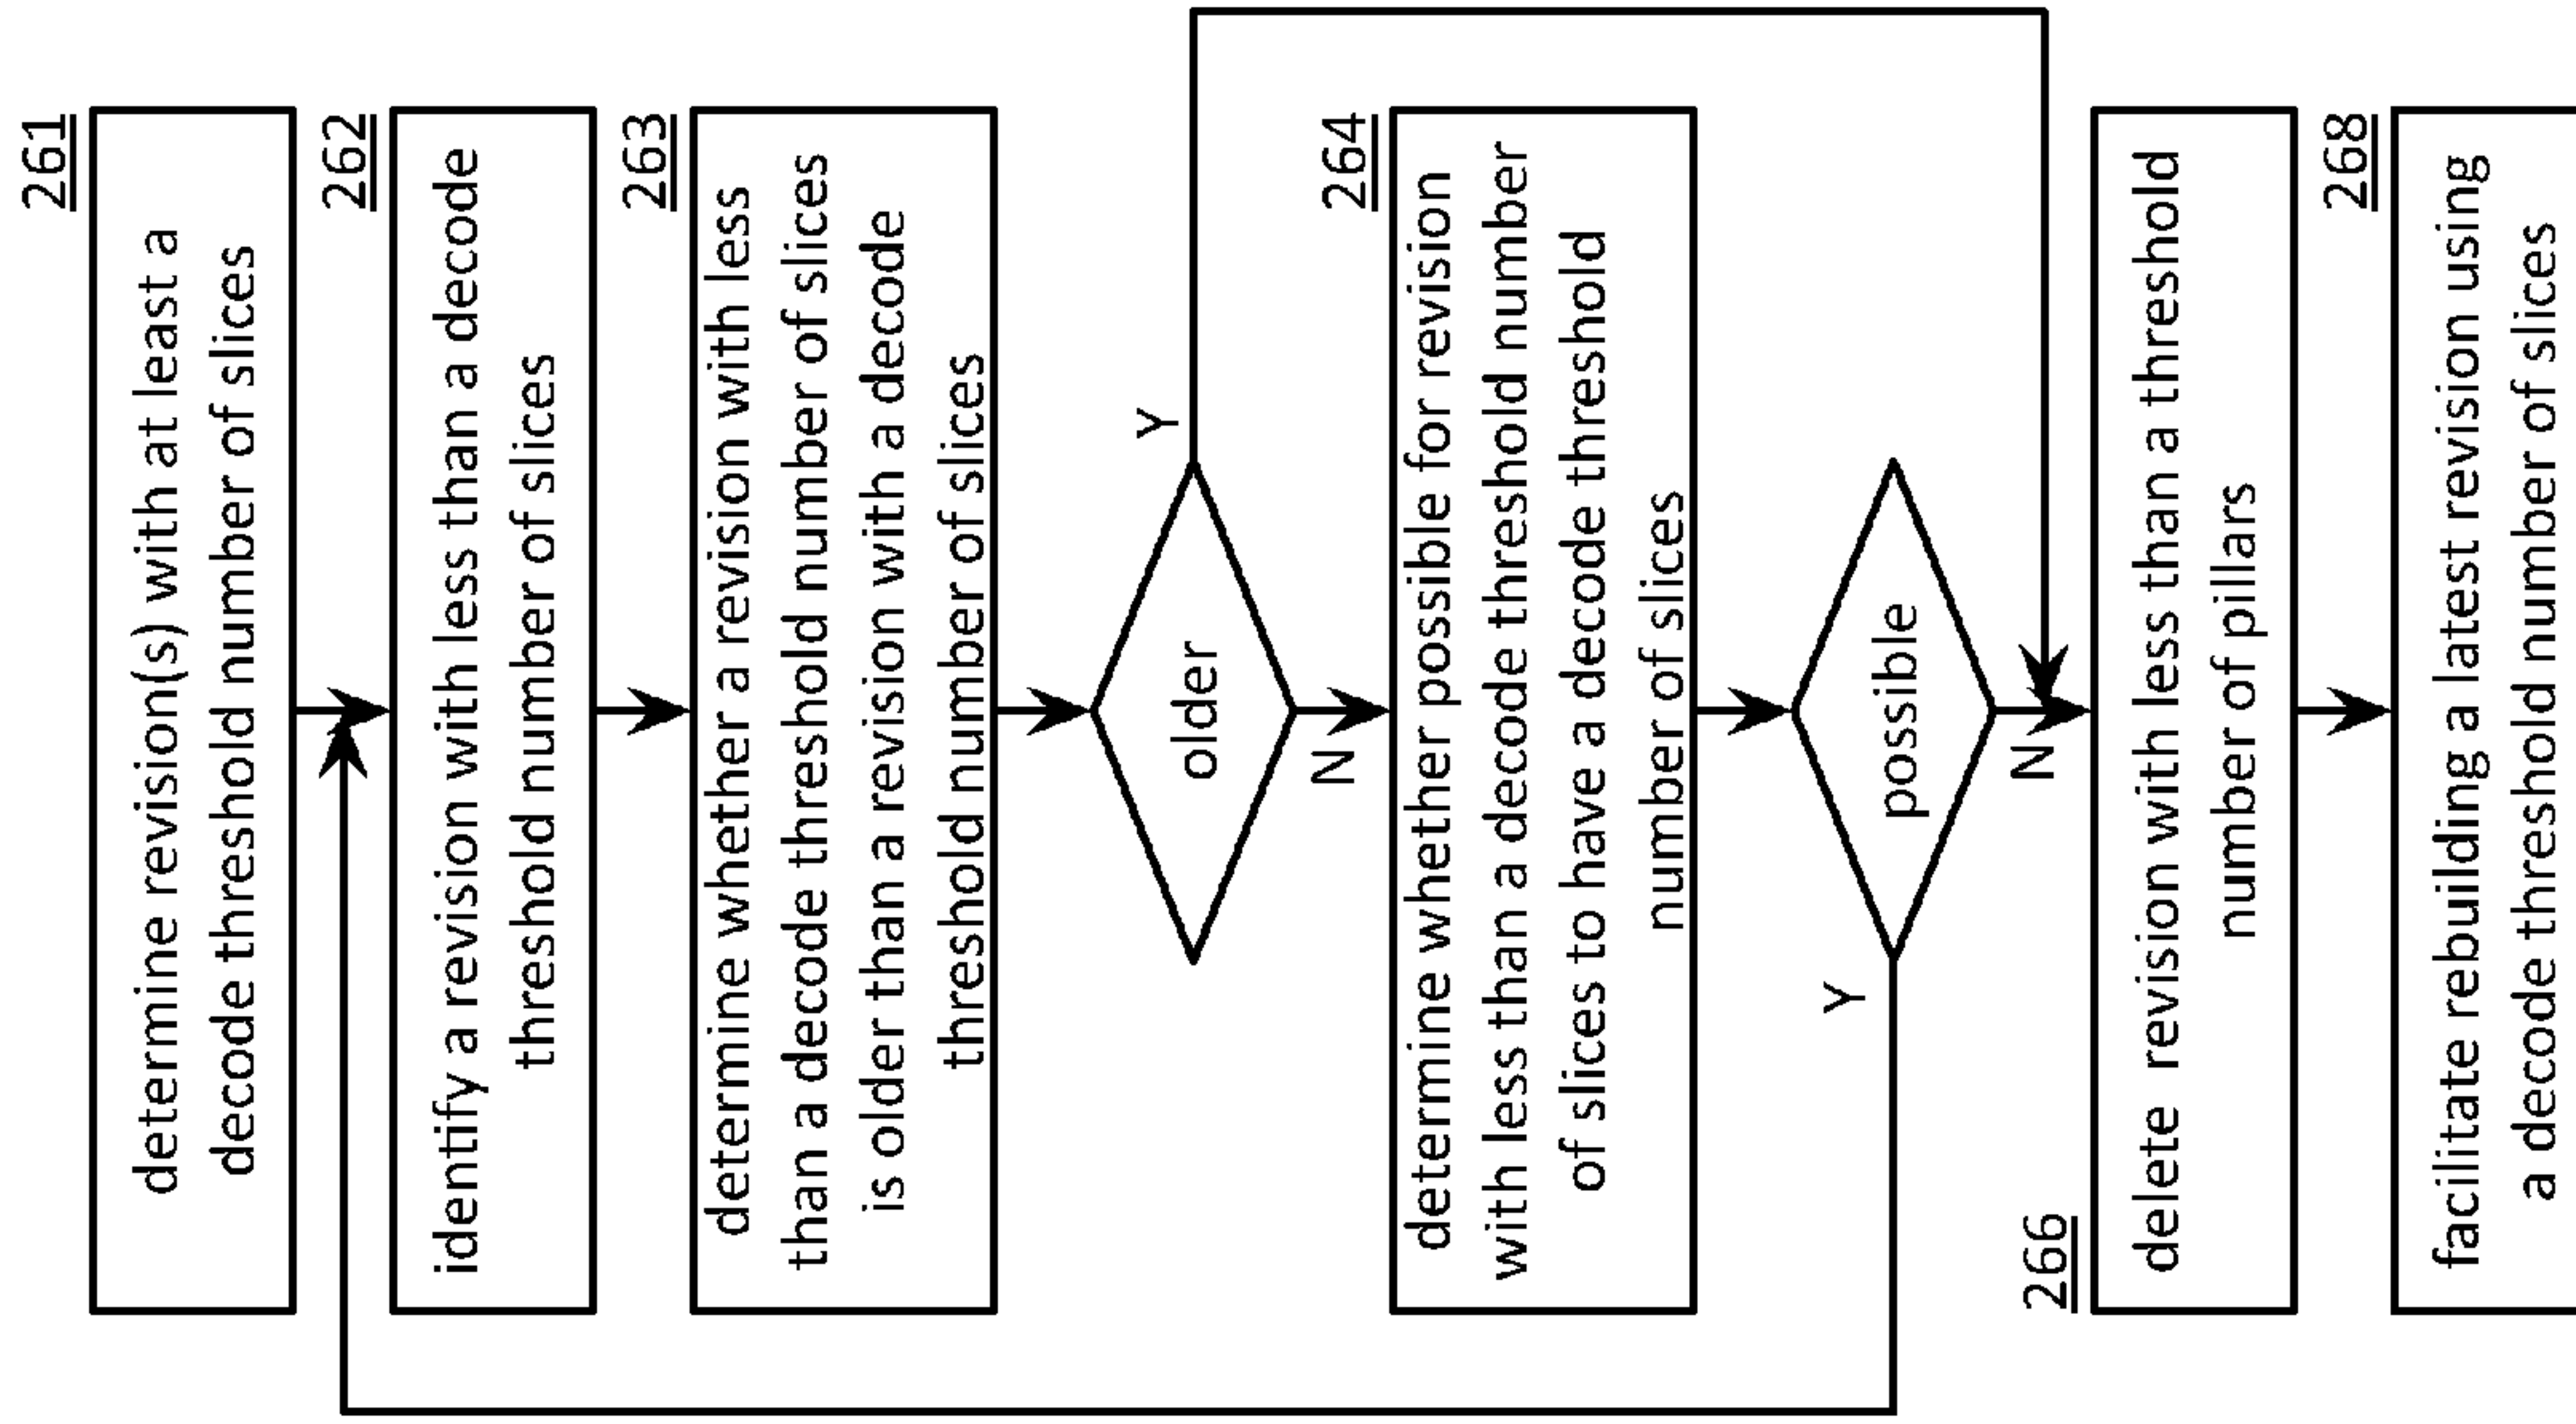 261
determine revision(s) with at least a
decode threshold number of slices
262
identify a revision with less than a decode
threshold number of slices
263
determine whether a revision with less
than a decode threshold number of slices
is older than a revision with a decode
threshold number of slices
older
Y
N
264
determine whether possible for revision
with less than a decode threshold number
of slices to have a decode threshold
number of slices
possible
Y
N
266
delete revision with less than a threshold
number of pillars
268
facilitate rebuilding a latest revision using
a decode threshold number of slices